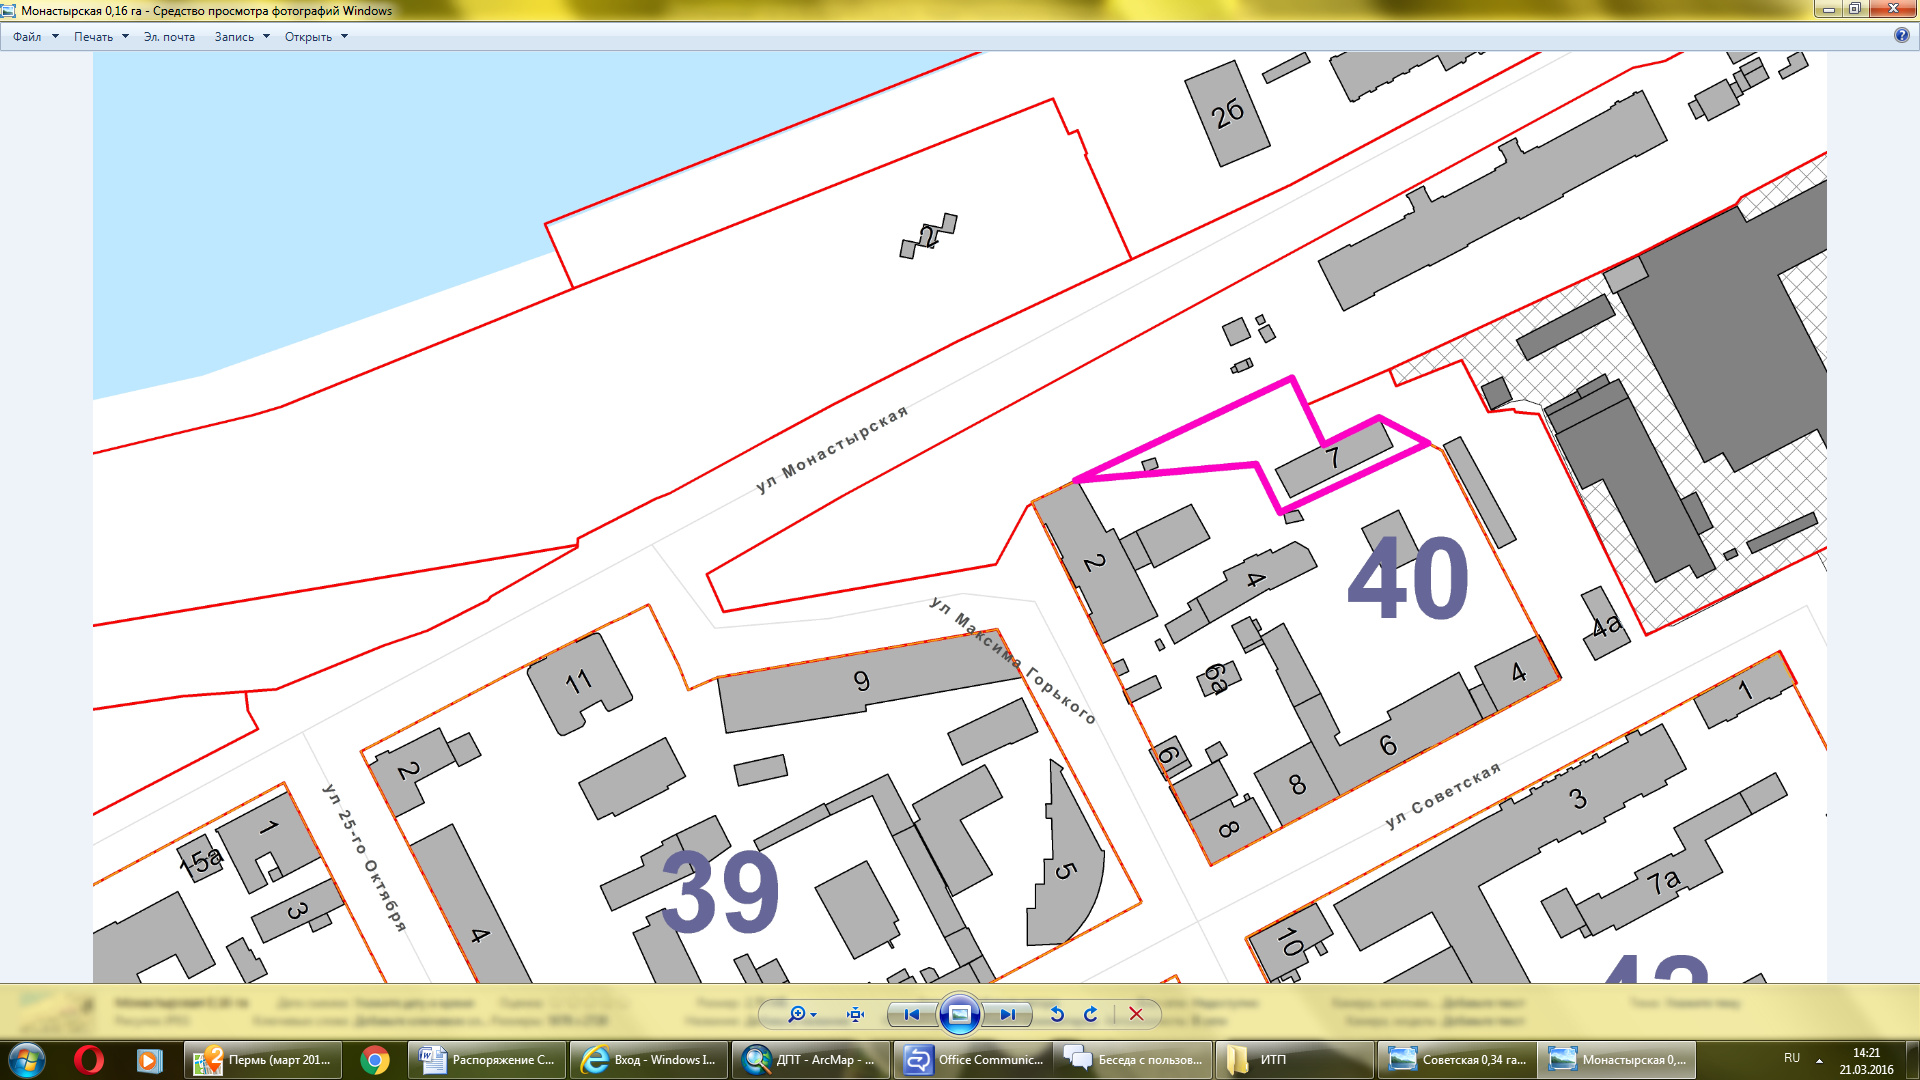 Монастырская 0,16 га - Средство просмотра фотографий Windows
Файл Печать Эл. почта Запись Открыть
2б
2
ул Монастырская
7
2
4
40
ул Максима Горького
4а
11
9
6а
4
1
2
6
6
8
8
ул Советская
3
ул 25-го Октября
1
15а
3
4
39
5
7а
10
Пермь (март 201...
Распоряжение С...
Вход - Windows I...
ДПТ - ArcMap - ...
Office Communic...
Беседа с пользов...
ИТП
Советская 0,34 га...
Монастырская 0,...
RU
14:21
21.03.2016